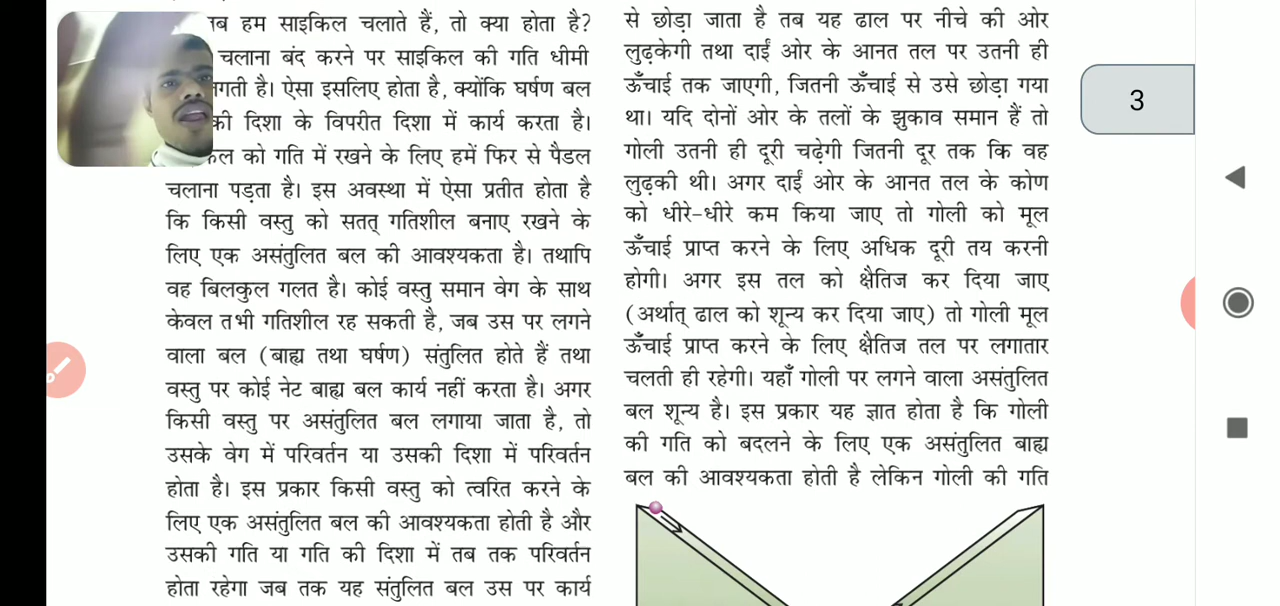 ब हम साइकिल चलाते हैं, तो क्या होता है?
चलाना बंद करने पर साइकिल की गति धीमी
गती है। ऐसा इसलिए होता है, क्योंकि घर्षण बल
की दिशा के विपरीत दिशा में कार्य करता है।
कल को गति में रखने के लिए हमें फिर से पैडल
चलाना पड़ता है। इस अवस्था में ऐसा प्रतीत होता है
कि किसी वस्तु को सतत् गतिशील बनाए रखने के
लिए एक असंतुलित बल की आवश्यकता है। तथापि
वह बिलकुल गलत है। कोई वस्तु समान वेग के साथ
केवल तभी गतिशील रह सकती है, जब उस पर लगने
वाला बल (बाह्य तथा घर्षण) संतुलित होते हैं तथा
वस्तु पर कोई नेट बाह्य बल कार्य नहीं करता है। अगर
किसी वस्तु पर असंतुलित बल लगाया जाता है, तो
उसके वेग में परिवर्तन या उसकी दिशा में परिवर्तन
होता है। इस प्रकार किसी वस्तु को त्वरित करने के
लिए एक असंतुलित बल की आवश्यकता होती है और
उसकी गति या गति की दिशा में तब तक परिवर्तन
होता रहेगा जब तक यह संतुलित बल उस पर कार्य
से छोड़ा जाता है तब यह ढाल पर नीचे की ओर
लुढ़केगी तथा दाईं ओर के आनत तल पर उतनी ही
ऊँचाई तक जाएगी, जितनी ऊँचाई से उसे छोड़ा गया
था। यदि दोनों ओर के तलों के झुकाव समान हैं तो
गोली उतनी ही दूरी चढ़ेगी जितनी दूर तक कि वह
लुढ़की थी। अगर दाईं ओर के आनत तल के कोण
को धीरे-धीरे कम किया जाए तो गोली को मूल
ऊँचाई प्राप्त करने के लिए अधिक दूरी तय करनी
होगी। अगर इस तल को क्षैतिज कर दिया जाए
(अर्थात् ढाल को शून्य कर दिया जाए) तो गोली मूल
ऊँचाई प्राप्त करने के लिए क्षैतिज तल पर लगातार
चलती ही रहेगी। यहाँ गोली पर लगने वाला असंतुलित
बल शून्य है। इस प्रकार यह ज्ञात होता है कि गोली
की गति को बदलने के लिए एक असंतुलित बाह्य
बल की आवश्यकता होती है लेकिन गोली की गति
3